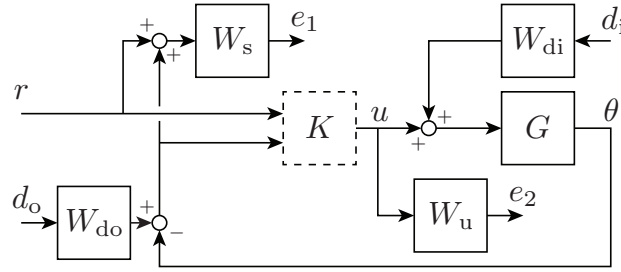 + + W_s e_1 W_di d_i
r K u + + G θ
d_o W_do + − W_u e_2